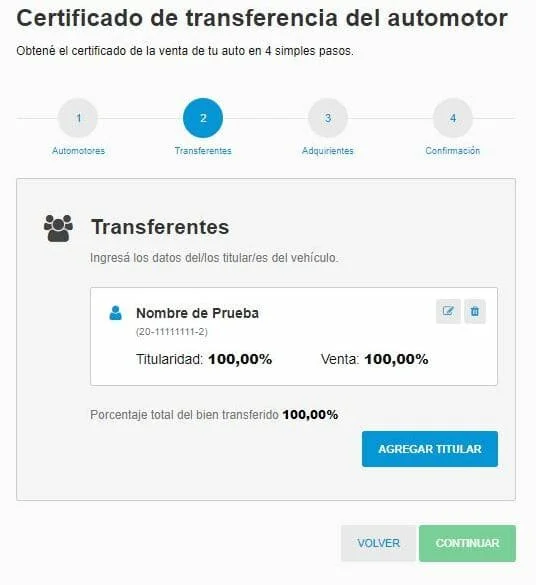 Certificado de transferencia del automotor
Obtené el certificado de la venta de tu auto en 4 simples pasos.
1 2 3 4
Automotores Transferentes Adquirientes Confirmación
Transferentes
Ingresá los datos del/los titular/es del vehículo.
Nombre de Prueba
(20-11111111-2)
Titularidad: 100,00% Venta: 100,00%
Porcentaje total del bien transferido 100,00%
AGREGAR TITULAR
VOLVER CONTINUAR